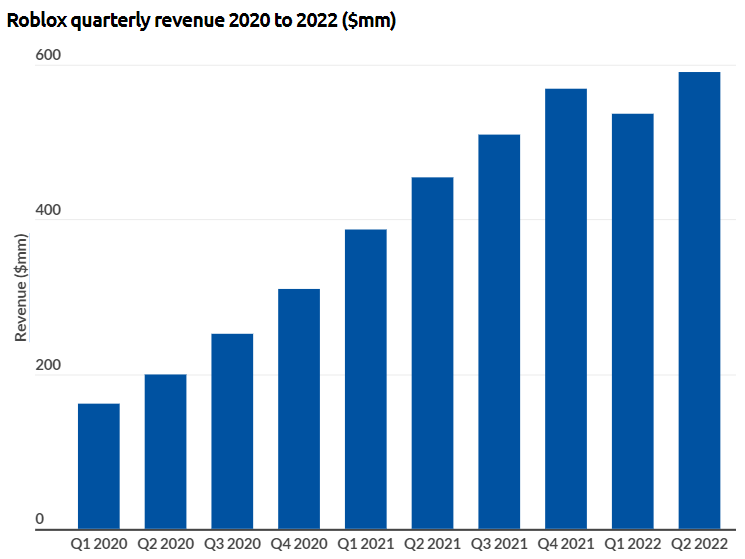 Roblox quarterly revenue 2020 to 2022 ($mm)
600
400
200
0
Revenue ($mm)
Q1 2020 Q2 2020 Q3 2020 Q4 2020 Q1 2021 Q2 2021 Q3 2021 Q4 2021 Q1 2022 Q2 2022